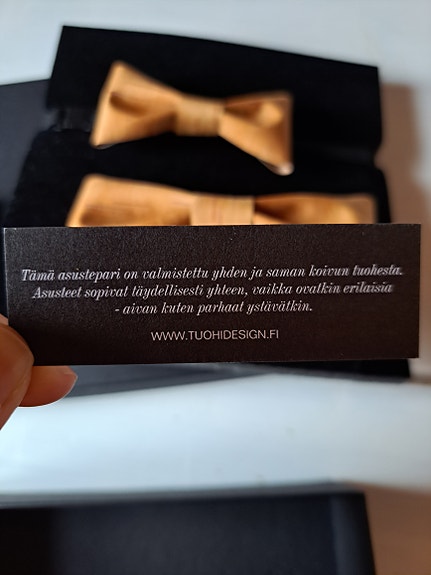 Tämä asustepari on valmistettu yhden ja saman koivun tuohesta.
Asusteet sopivat täydellisesti yhteen, vaikka ovatkin erilaisia
- aivan kuten parhaat ystävätkin.
WWW.TUOHIDESIGN.FI